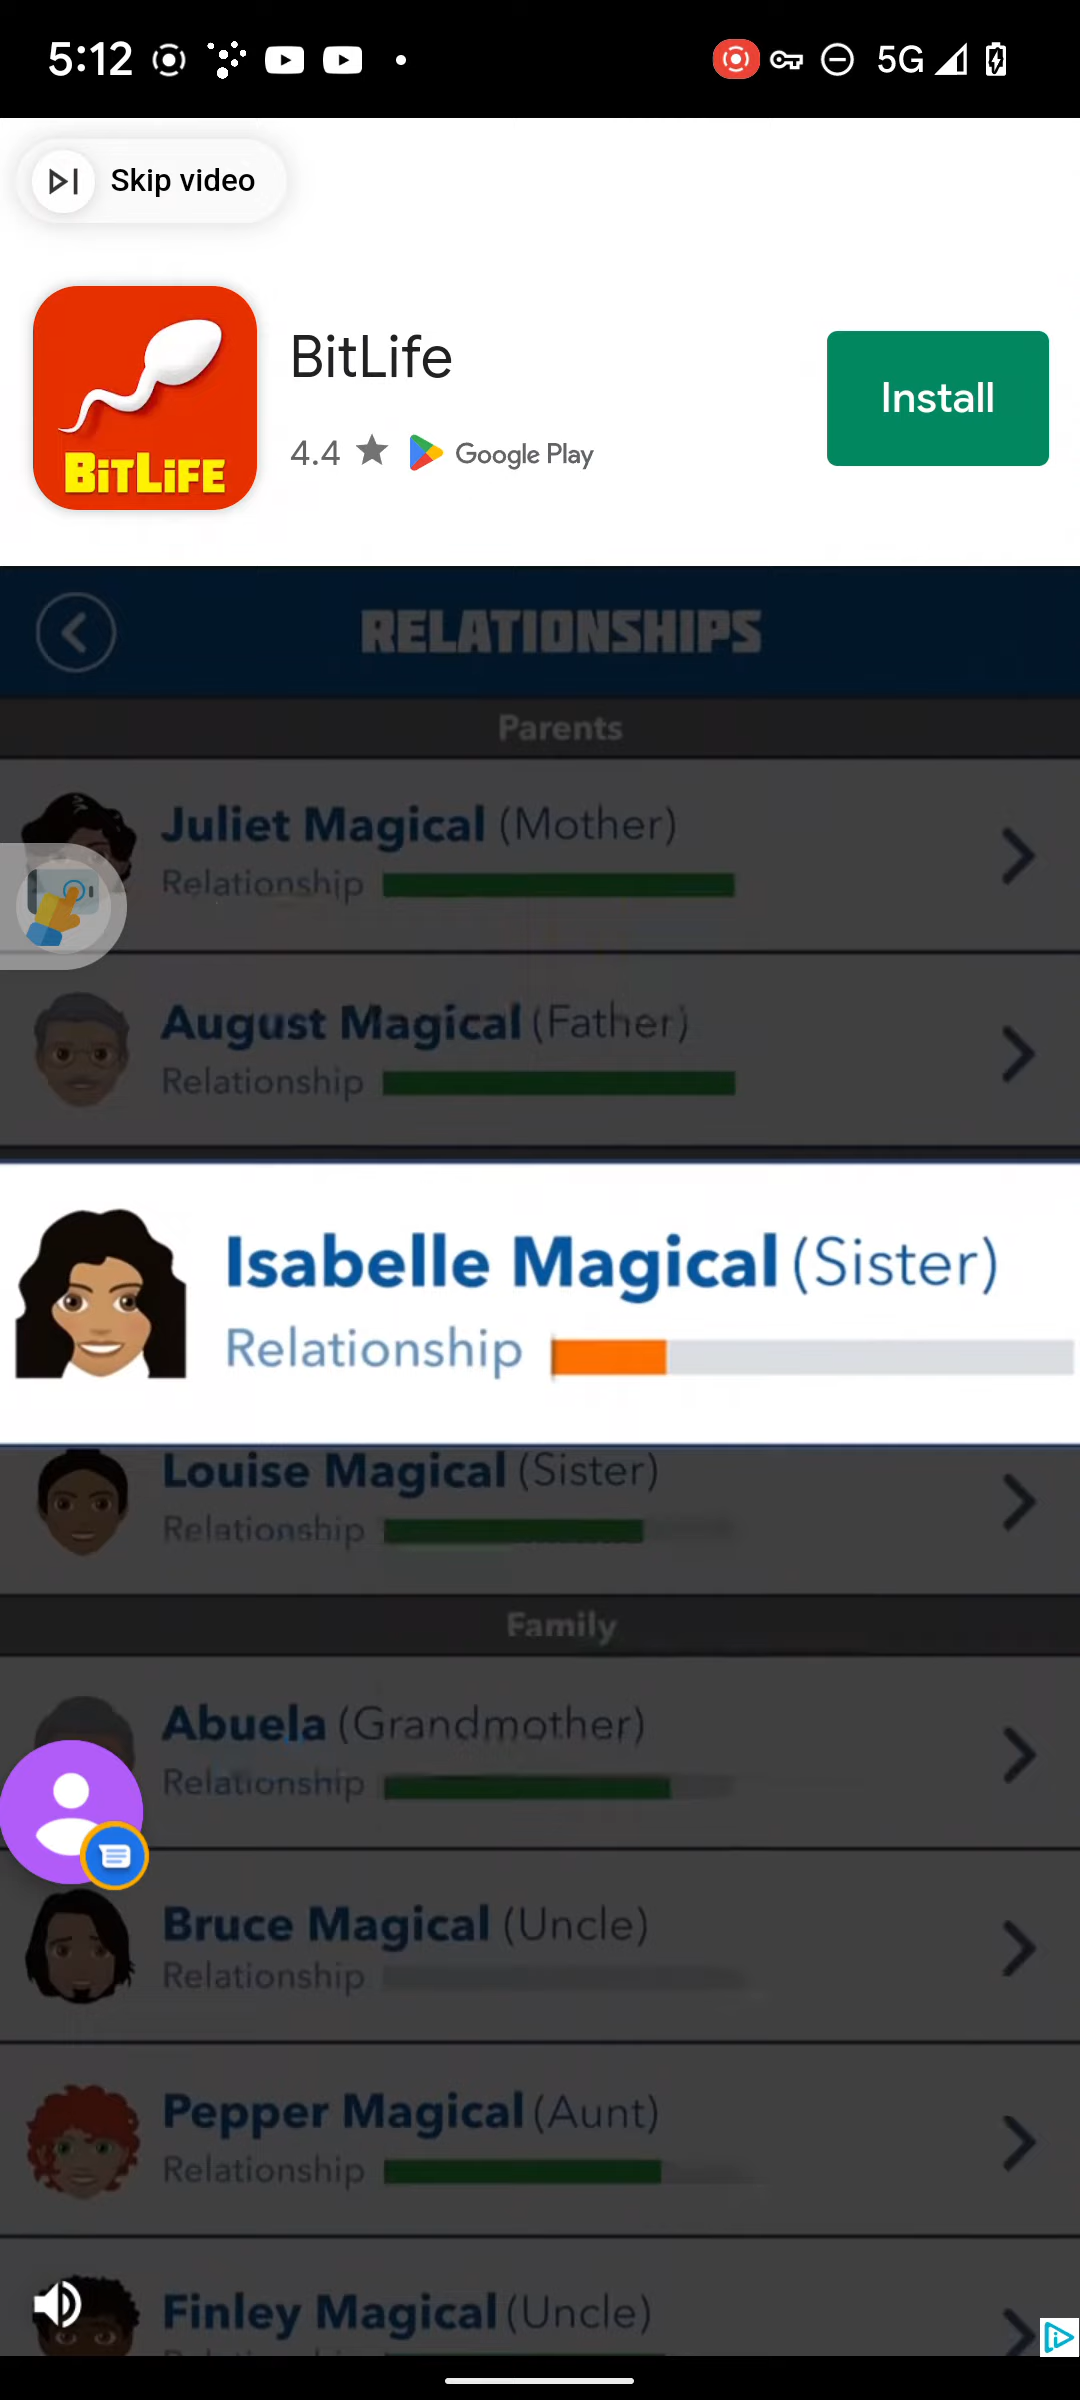 5:12
5G
Skip video
BitLife
4.4 ★ Google Play
Install
BiTLiFE
RELATIONSHIPS
Parents
Juliet Magical (Mother)
Relationship
August Magical (Father)
Relationship
Isabelle Magical (Sister)
Relationship
Louise Magical (Sister)
Relationship
Family
Abuela (Grandmother)
Relationship
Bruce Magical (Uncle)
Relationship
Pepper Magical (Aunt)
Relationship
Finley Magical (Uncle)